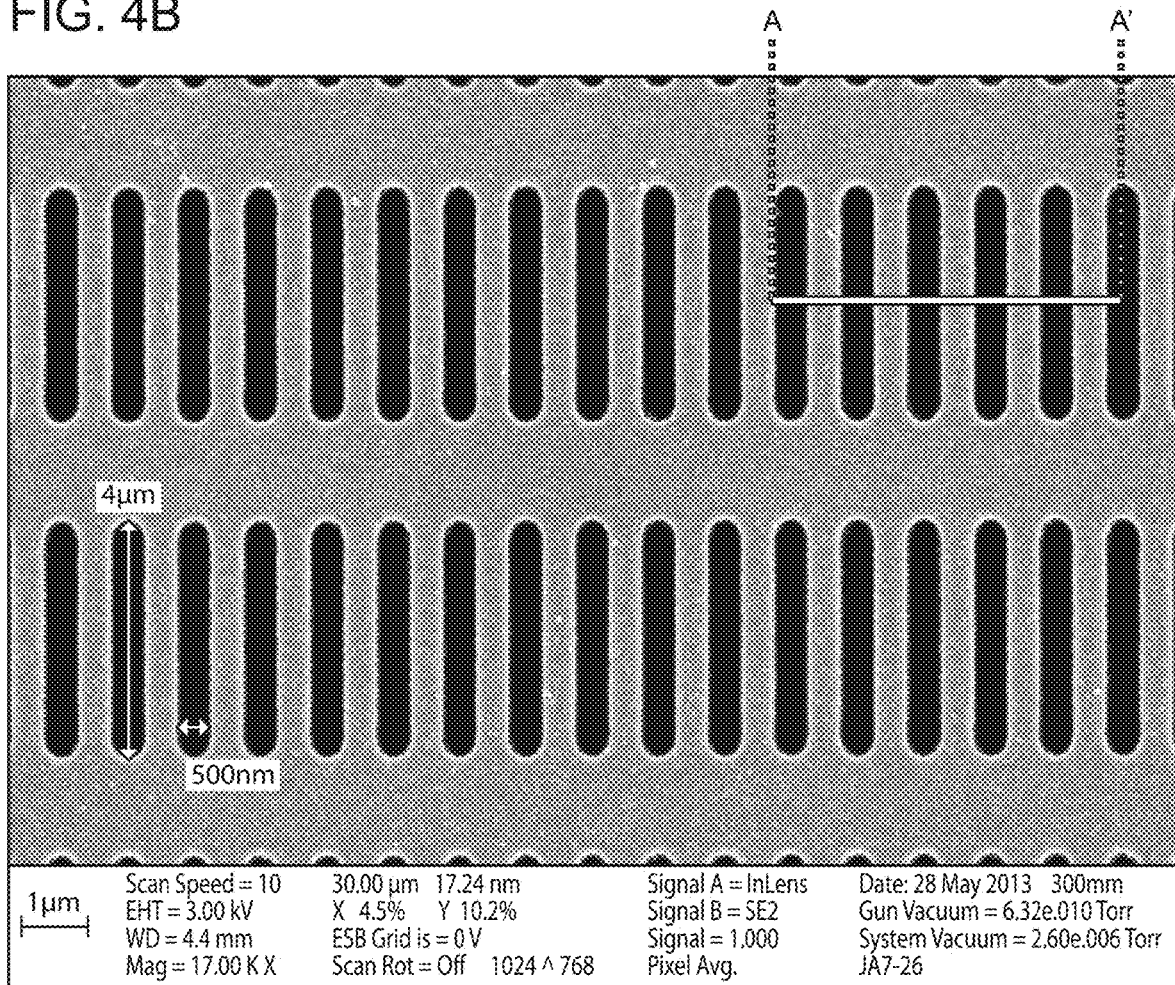 FIG. 4B
A A'
4μm
500nm
1μm
Scan Speed = 10 30.00 μm 17.24 nm Signal A = InLens Date: 28 May 2013 300mm
EHT = 3.00 kV X 4.5% Y 10.2% Signal B = SE2 Gun Vacuum = 6.32e.010 Torr
WD = 4.4 mm ESB Grid is = 0 V Signal = 1.000 System Vacuum = 2.60e.006 Torr
Mag = 17.00 K X Scan Rot = Off 1024 ^ 768 Pixel Avg. JA7-26